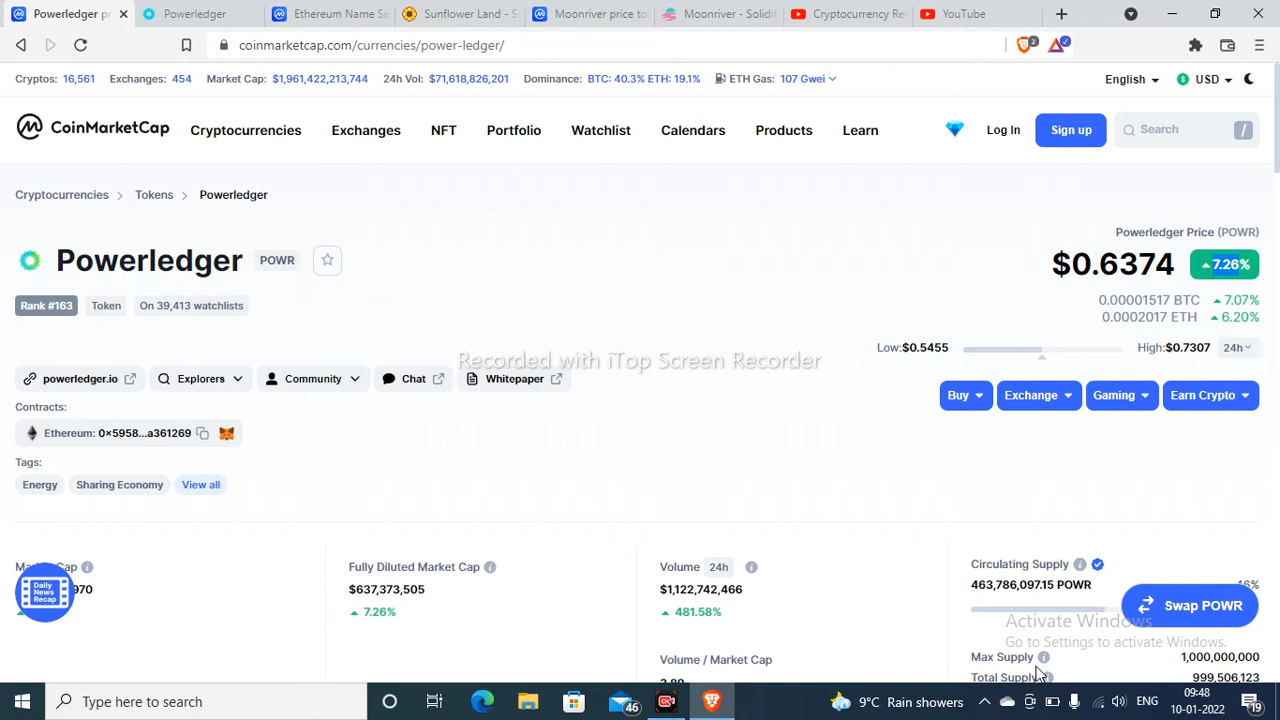 Powerledger pr
Powerledger
Ethereum Name Se
Sunflower Land - Su
Moonriver price to
Moonriver - Solidit
Cryptocurrency Re
YouTube
coinmarketcap.com/currencies/power-ledger/
2
Cryptos: 16,561 Exchanges: 454 Market Cap: $1,961,422,213,744 24h Vol: $71,618,826,201 Dominance: BTC: 40.3% ETH: 19.1% ETH Gas: 107 Gwei
English USD
CoinMarketCap Cryptocurrencies Exchanges NFT Portfolio Watchlist Calendars Products Learn Log In Sign up Search /
Cryptocurrencies > Tokens > Powerledger
Powerledger Price (POWR)
Powerledger POWR
$0.6374 7.26%
0.00001517 BTC 7.07%
0.0002017 ETH 6.20%
Rank #163 Token On 39,413 watchlists
Low: $0.5455 High: $0.7307 24h
Recorded with iTop Screen Recorder
powerledger.io Explorers Community Chat Whitepaper
Buy Exchange Gaming Earn Crypto
Contracts:
Ethereum: 0x5958...a361269
Tags:
Energy Sharing Economy View all
Fully Diluted Market Cap
$637,373,505
7.26%
Volume 24h
$1,122,742,466
481.58%
Volume / Market Cap
Circulating Supply
463,786,097.15 POWR
Max Supply 1,000,000,000
Total Supply 999,506,123
Daily
News
Recap
Swap POWR
Activate Windows
Go to Settings to activate Windows.
Type here to search
46
9°C Rain showers
ENG
09:48
10-01-2022
19